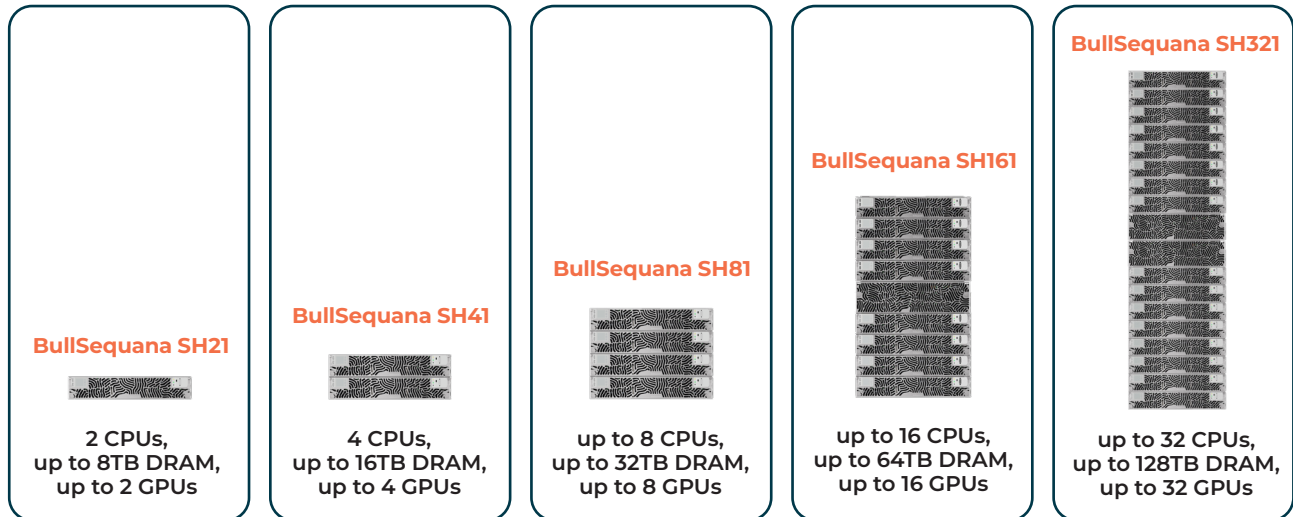 BullSequana SH21
2 CPUs,
up to 8TB DRAM,
up to 2 GPUs
BullSequana SH41
4 CPUs,
up to 16TB DRAM,
up to 4 GPUs
BullSequana SH81
up to 8 CPUs,
up to 32TB DRAM,
up to 8 GPUs
BullSequana SH161
up to 16 CPUs,
up to 64TB DRAM,
up to 16 GPUs
BullSequana SH321
up to 32 CPUs,
up to 128TB DRAM,
up to 32 GPUs